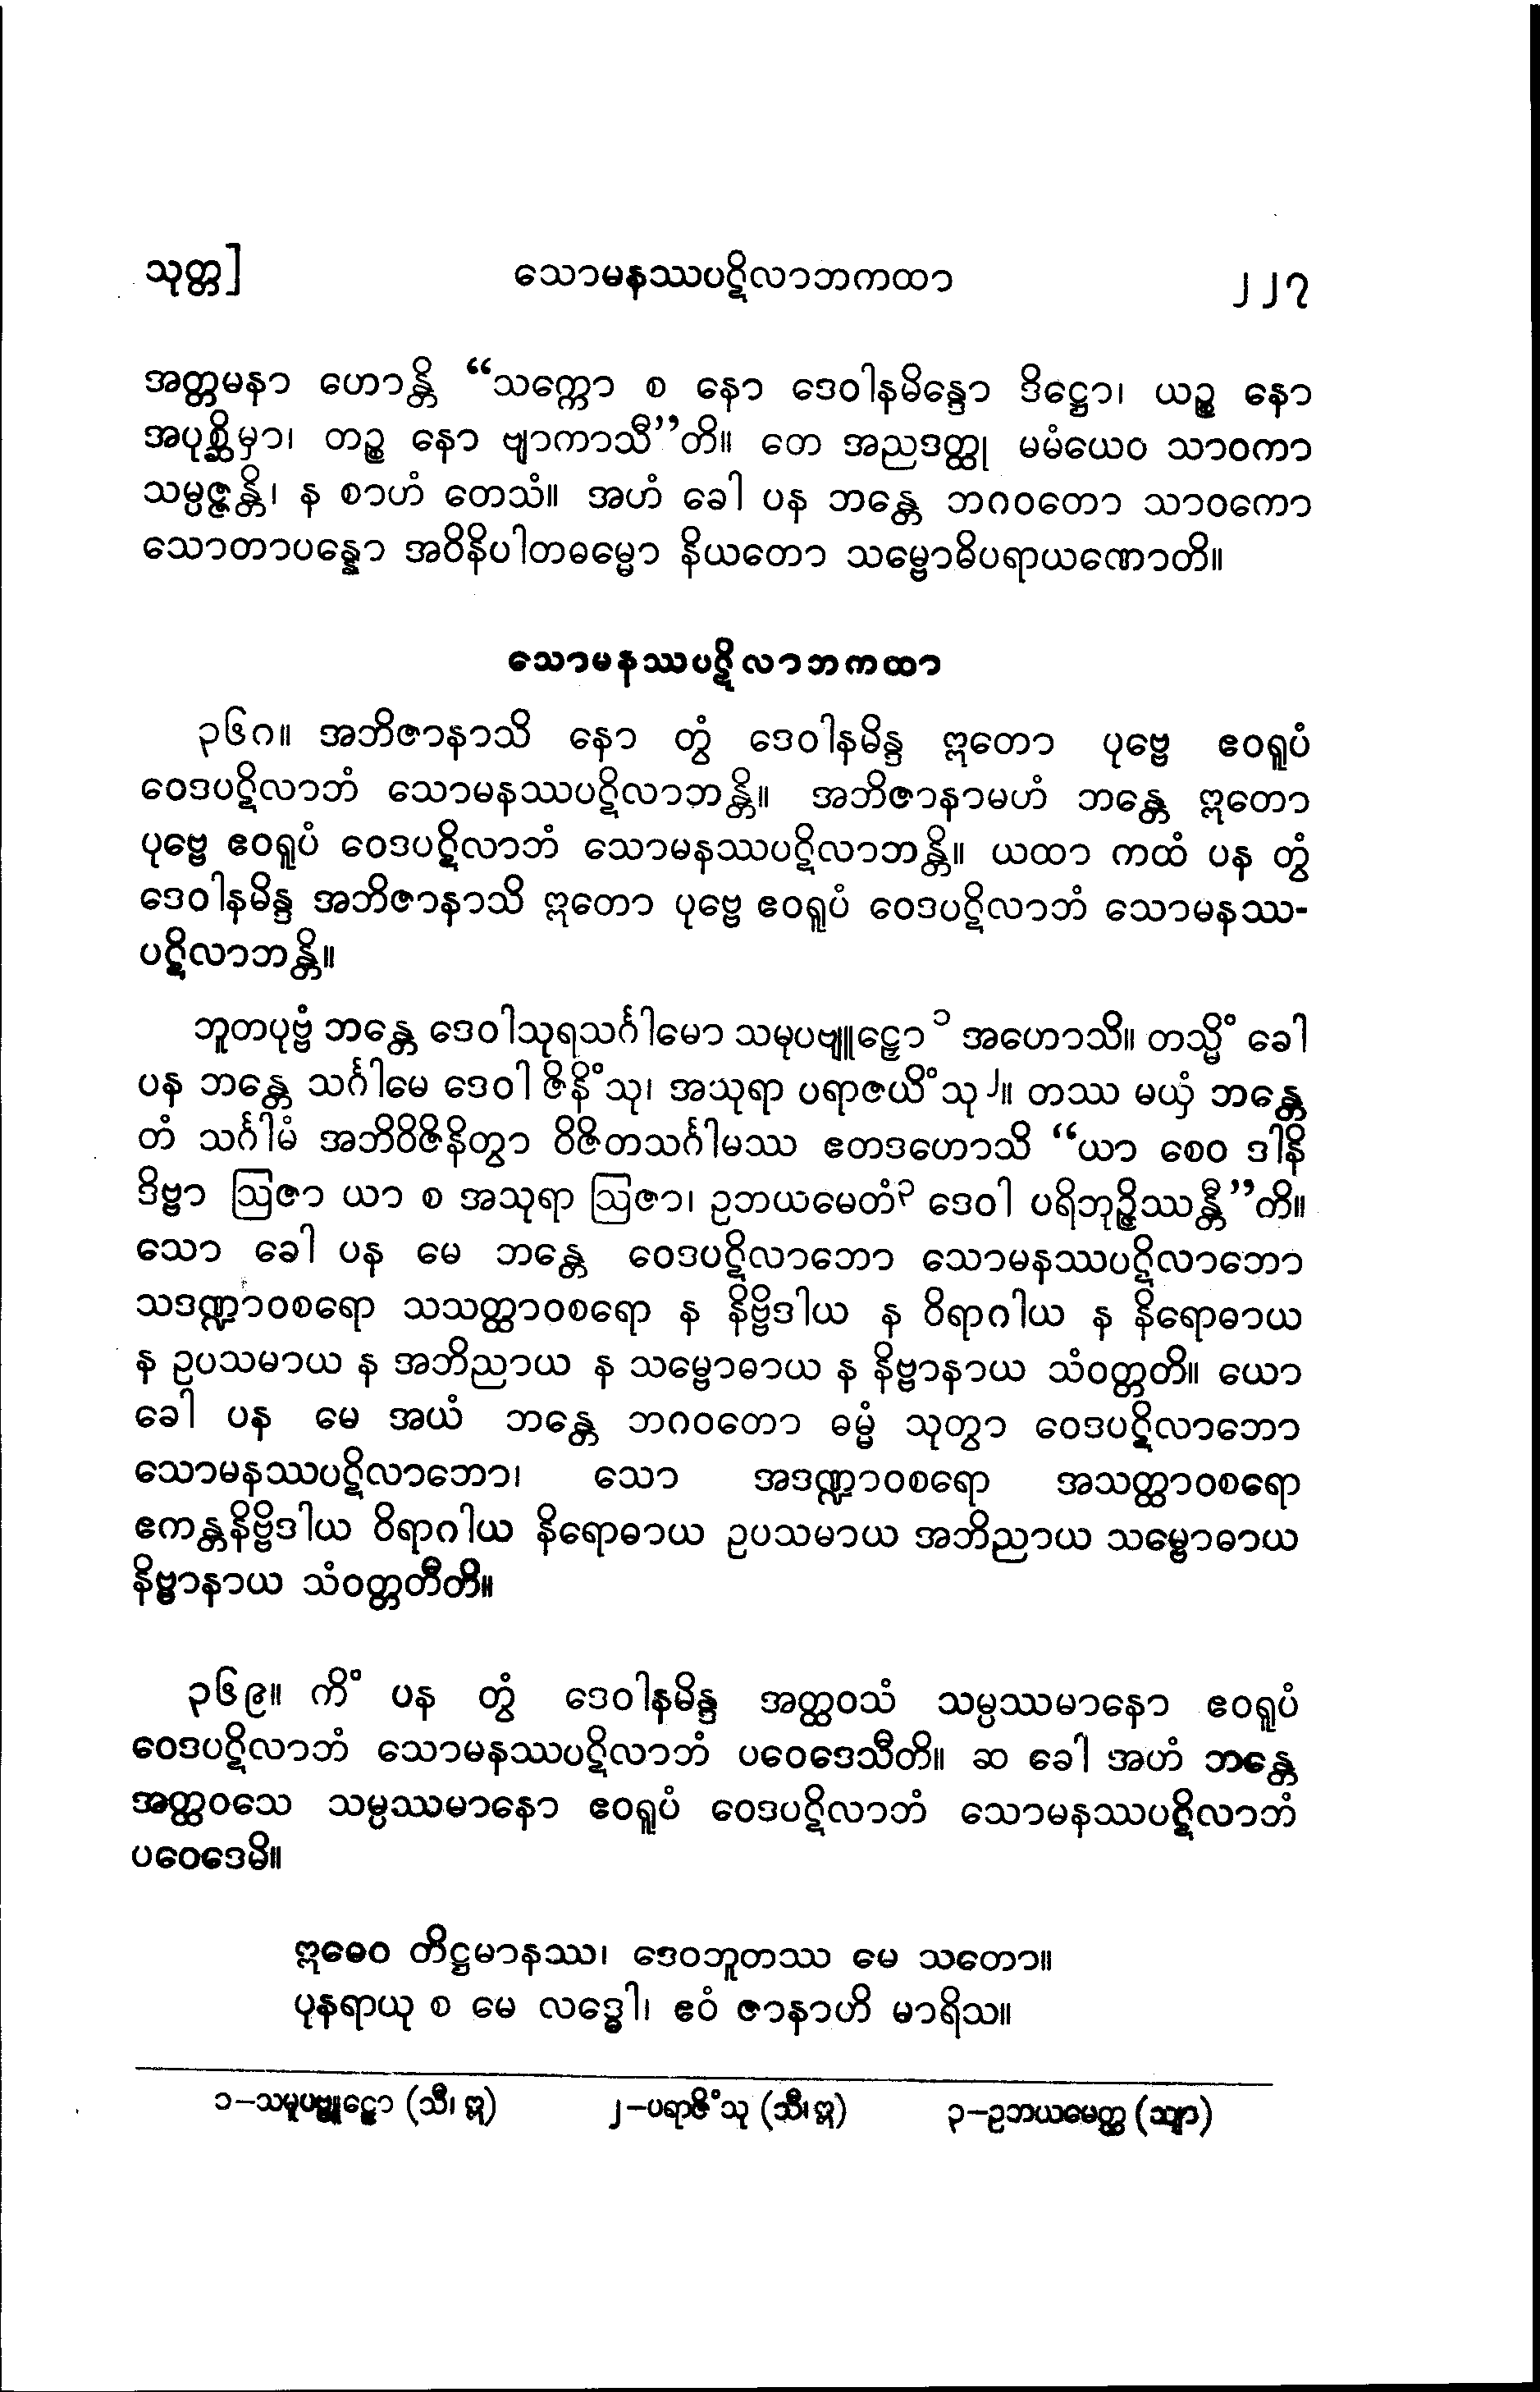 သုတ္တ] သောမနဿပဋိလာဘကထာ ၂၂၇
အတ္တမနာ ဟောန္တိ “သက္ကော စ နော ဒေဝါနမိန္ဒော ဒိဋ္ဌော၊ ယဉ္စ နော
အပုစ္ဆိမှာ၊ တဉ္စ နော ဗျာကာသီ”တိ။ တေ အညဒတ္ထု မမံယေဝ သာဝကာ
သမ္ပဇ္ဇန္တိ၊ န စာဟံ တေသံ။ အဟံ ခေါ ပန ဘန္တေ ဘဂဝတော သာဝကော
သောတာပန္နော အဝိနိပါတဓမ္မော နိယတော သမ္ဗောဓိပရာယဏောတိ။
သောမနဿပဋိလာဘကထာ
၃၆၈။ အဘိဇာနာသိ နော တွံ ဒေဝါနမိန္ဒ ဣတော ပုဗ္ဗေ ဧဝရူပံ
ဝေဒပဋိလာဘံ သောမနဿပဋိလာဘန္တိ။ အဘိဇာနာမဟံ ဘန္တေ ဣတော
ပုဗ္ဗေ ဧဝရူပံ ဝေဒပဋိလာဘံ သောမနဿပဋိလာဘန္တိ။ ယထာ ကထံ ပန တွံ
ဒေဝါနမိန္ဒ အဘိဇာနာသိ ဣတော ပုဗ္ဗေ ဧဝရူပံ ဝေဒပဋိလာဘံ သောမနဿ-
ပဋိလာဘန္တိ။
ဘူတပုဗ္ဗံ ဘန္တေ ဒေဝါသုရသင်္ဂါမော သမုပဗျူဠှော၁ အဟောသိ။ တသ္မိံ ခေါ
ပန ဘန္တေ သင်္ဂါမေ ဒေဝါ ဇိနိံသု၊ အသုရာ ပရာဇယိံသု၂။ တဿ မယှံ ဘန္တေ
တံ သင်္ဂါမံ အဘိဝိဇိနိတွာ ဝိဇိတသင်္ဂါမဿ ဧတဒဟောသိ “ယာ စေဝ ဒါနိ
ဒိဗ္ဗာ ဩဇာ ယာ စ အသုရာ ဩဇာ၊ ဥဘယမေတံ၃ ဒေဝါ ပရိဘုဉ္ဇိဿန္တီ”ကိ။
သော ခေါ ပန မေ ဘန္တေ ဝေဒပဋိလာဘော သောမနဿပဋိလာဘော
သဒဏ္ဍာဝစရော သသတ္ထာဝစရော န နိဗ္ဗိဒါယ န ဝိရာဂါယ န နိရောဓာယ
န ဥပသမာယ န အဘိညာယ န သမ္ဗောဓာယ န နိဗ္ဗာနာယ သံဝတ္တတိ။ ယော
ခေါ ပန မေ အယံ ဘန္တေ ဘဂဝတော ဓမ္မံ သုတွာ ဝေဒပဋိလာဘော
သောမနဿပဋိလာဘော၊ သော အဒဏ္ဍာဝစရော အသတ္ထာဝစရော
ဧကန္တနိဗ္ဗိဒါယ ဝိရာဂါယ နိရောဓာယ ဥပသမာယ အဘိညာယ သမ္ဗောဓာယ
နိဗ္ဗာနာယ သံဝတ္တတီတိ။
၃၆၉။ ကိံ ပန တွံ ဒေဝါနမိန္ဒ အတ္ထဝသံ သမ္ပဿမာနော ဧဝရူပံ
ဝေဒပဋိလာဘံ သောမနဿပဋိလာဘံ ပဝေဒေသီတိ။ ဆ ခေါ အဟံ ဘန္တေ
အတ္ထဝသေ သမ္ပဿမာနော ဧဝရူပံ ဝေဒပဋိလာဘံ သောမနဿပဋိလာဘံ
ပဝေဒေမိ။
ဣဓေဝ တိဋ္ဌမာနဿ၊ ဒေဝဘူတဿ မေ သတော။
ပုနရာယု စ မေ လဒ္ဓေါ၊ ဧဝံ ဇာနာဟိ မာရိသ။
၁–သမူပဗ္ဗူဠ္ဟော (သီ၊ ဣ) ၂–ပရာဇိံသု (သီ၊ ဣ) ၃–ဥဘယမေတ္ထ (သျာ)